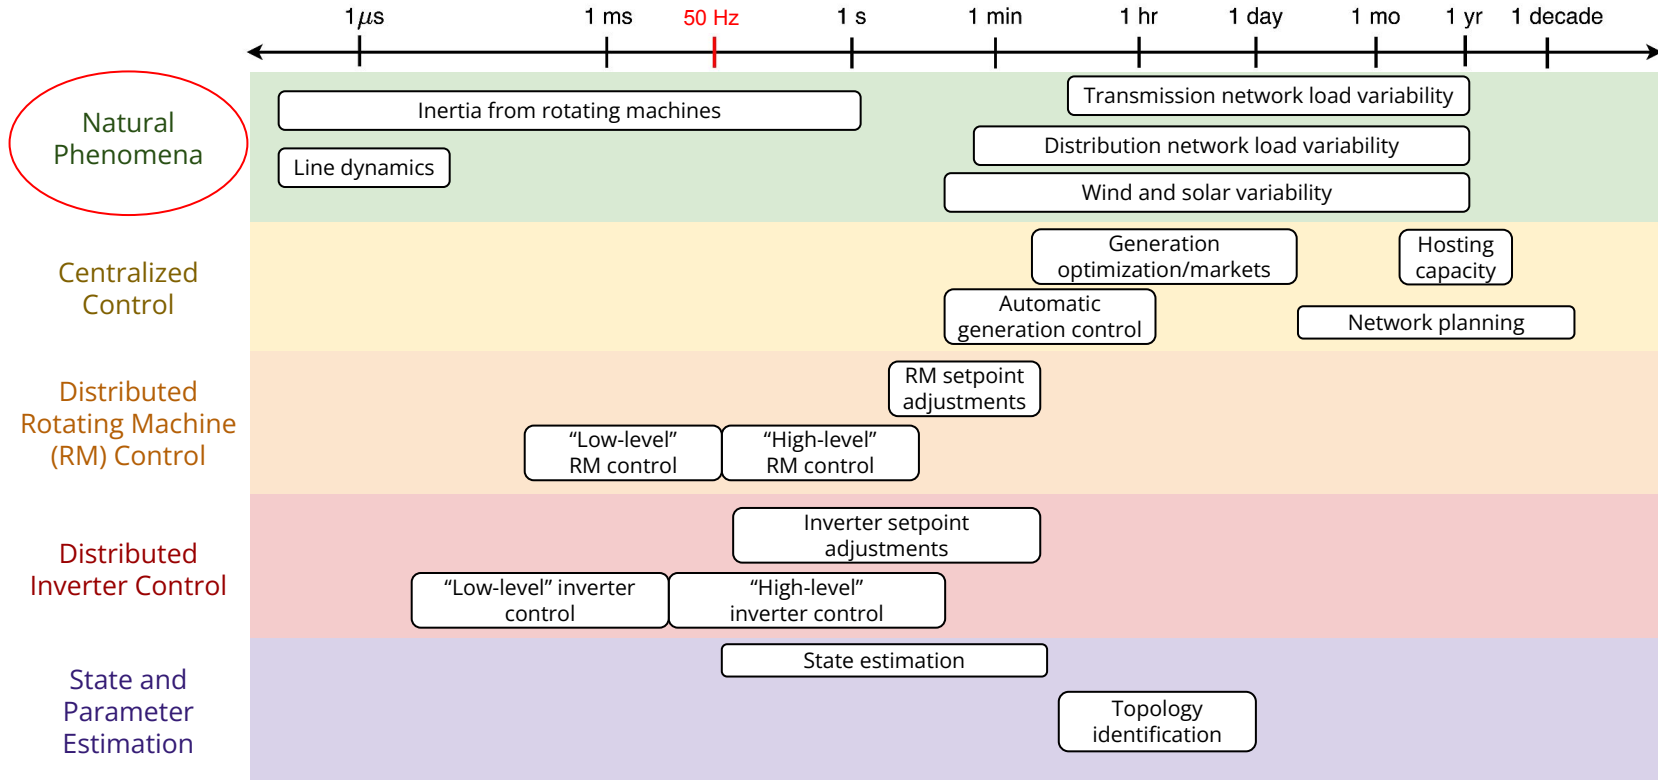 1μs 1 ms 50 Hz 1 s 1 min 1 hr 1 day 1 mo 1 yr 1 decade
Natural
Phenomena
Inertia from rotating machines
Line dynamics
Transmission network load variability
Distribution network load variability
Wind and solar variability
Centralized
Control
Generation
optimization/markets
Hosting
capacity
Automatic
generation control
Network planning
Distributed
Rotating Machine
(RM) Control
RM setpoint
adjustments
“Low-level”
RM control
“High-level”
RM control
Distributed
Inverter Control
Inverter setpoint
adjustments
“Low-level” inverter
control
“High-level”
inverter control
State and
Parameter
Estimation
State estimation
Topology
identification